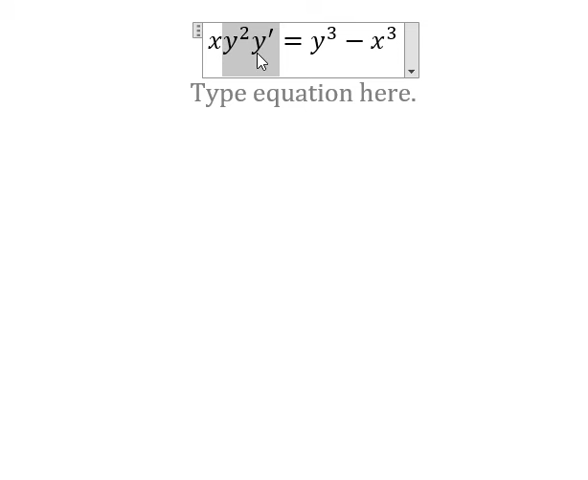 xy²y′ = y³ − x³
Type equation here.